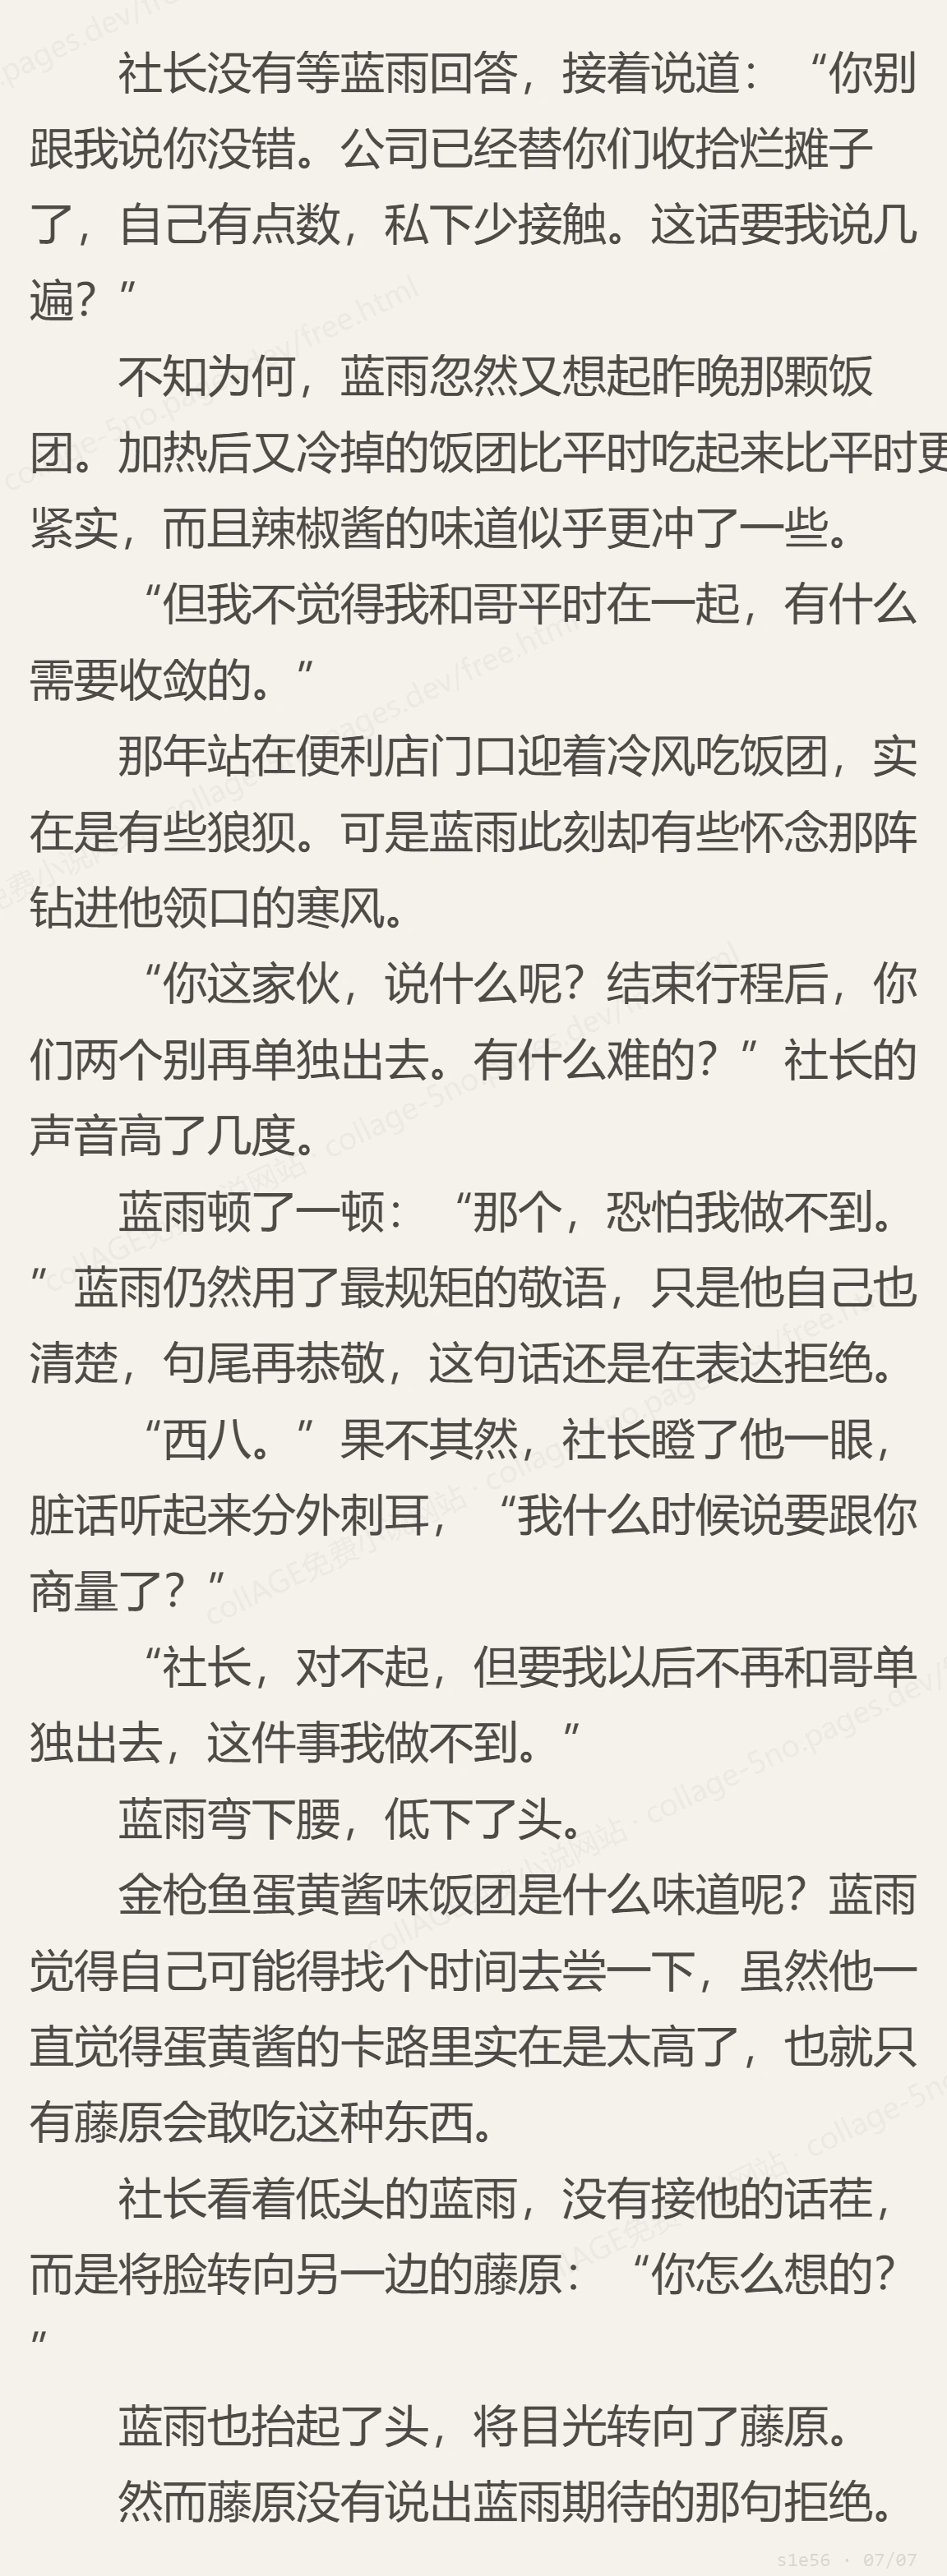 社长没有等蓝雨回答，接着说道：“你别
跟我说你没错。公司已经替你们收拾烂摊子
了，自己有点数，私下少接触。这话要我说几
遍？”
不知为何，蓝雨忽然又想起昨晚那颗饭
团。加热后又冷掉的饭团比平时吃起来比平时更
紧实，而且辣椒酱的味道似乎更冲了一些。
“但我不觉得我和哥平时在一起，有什么
需要收敛的。”
那年站在便利店门口迎着冷风吃饭团，实
在是有些狼狈。可是蓝雨此刻却有些怀念那阵
钻进他领口的寒风。
“你这家伙，说什么呢？结束行程后，你
们两个别再单独出去。有什么难的？”社长的
声音高了几度。
蓝雨顿了一顿：“那个，恐怕我做不到。
”蓝雨仍然用了最规矩的敬语，只是他自己也
清楚，句尾再恭敬，这句话还是在表达拒绝。
“西八。”果不其然，社长瞪了他一眼，
脏话听起来分外刺耳，“我什么时候说要跟你
商量了？”
“社长，对不起，但要我以后不再和哥单
独出去，这件事我做不到。”
蓝雨弯下腰，低下了头。
金枪鱼蛋黄酱味饭团是什么味道呢？蓝雨
觉得自己可能得找个时间去尝一下，虽然他一
直觉得蛋黄酱的卡路里实在是太高了，也就只
有藤原会敢吃这种东西。
社长看着低头的蓝雨，没有接他的话茬，
而是将脸转向另一边的藤原：“你怎么想的？
”
蓝雨也抬起了头，将目光转向了藤原。
然而藤原没有说出蓝雨期待的那句拒绝。
s1e56 · 07/07